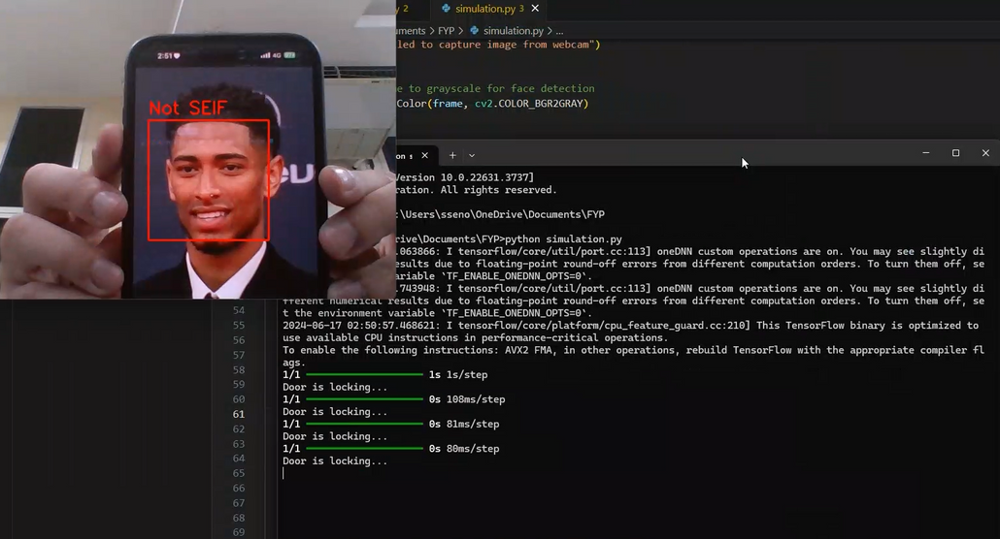 y 2
simulation.py 3
uments > FYP > simulation.py > ...
led to capture image from webcam")
e to grayscale for face detection
Color(frame, cv2.COLOR_BGR2GRAY)
2:51
4G
Not SEIF
Version 10.0.22631.3737]
ration. All rights reserved.
:\Users\sseno\OneDrive\Documents\FYP
rive\Documents\FYP>python simulation.py
.063866: I tensorflow/core/util/port.cc:113] oneDNN custom operations are on. You may see slightly di
esults due to floating-point round-off errors from different computation orders. To turn them off, se
variable `TF_ENABLE_ONEDNN_OPTS=0`.
.743948: I tensorflow/core/util/port.cc:113] oneDNN custom operations are on. You may see slightly di
fferent numerical results due to floating-point round-off errors from different computation orders. To turn them off, se
t the environment variable `TF_ENABLE_ONEDNN_OPTS=0`.
2024-06-17 02:50:57.468621: I tensorflow/core/platform/cpu_feature_guard.cc:210] This TensorFlow binary is optimized to
use available CPU instructions in performance-critical operations.
To enable the following instructions: AVX2 FMA, in other operations, rebuild TensorFlow with the appropriate compiler fl
ags.
1/1 1s 1s/step
Door is locking...
1/1 0s 108ms/step
Door is locking...
1/1 0s 81ms/step
Door is locking...
1/1 0s 80ms/step
Door is locking...
54
55
56
57
58
59
60
61
62
63
64
65
66
67
68
69